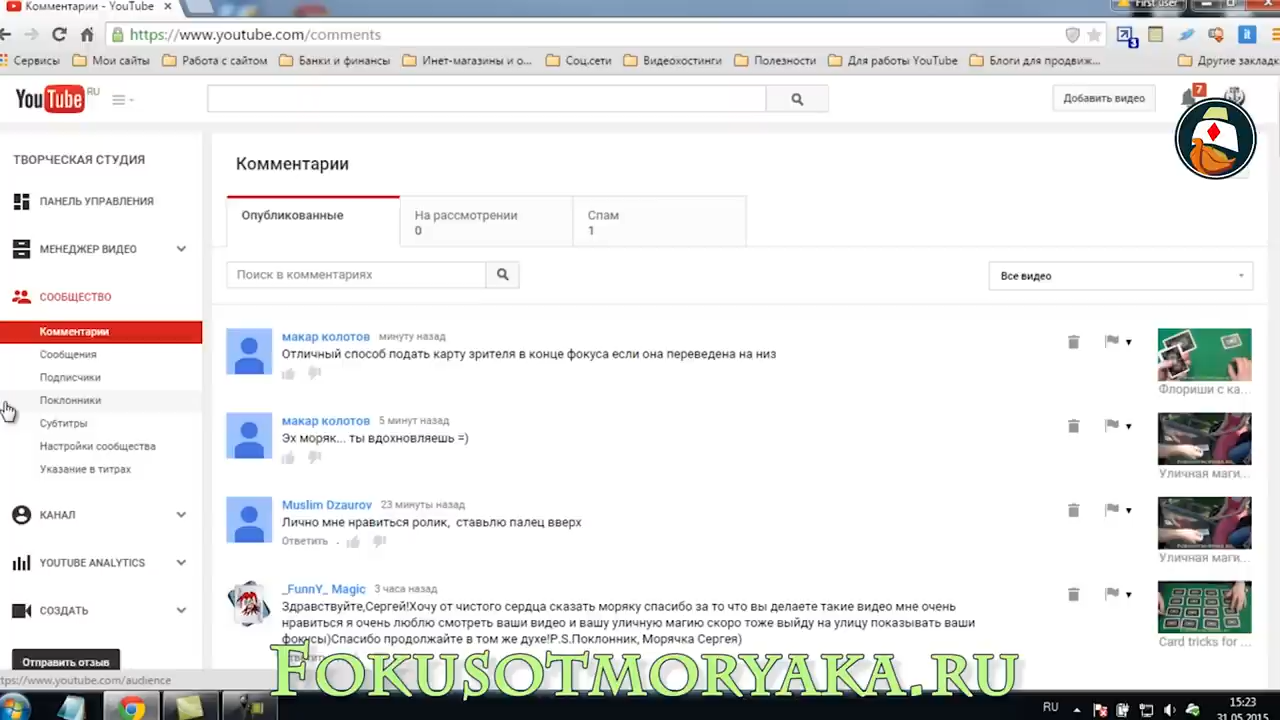 Комментарии - YouTube
First user
https://www.youtube.com/comments
3
Сервисы Мои сайты Работа с сайтом Банки и финансы Инет-магазины и о... Соц.сети Видеохостинги Полезности Для работы YouTube Блоги для продвиж... Другие заклад
YouTube RU
Добавить видео
7
ТВОРЧЕСКАЯ СТУДИЯ
ПАНЕЛЬ УПРАВЛЕНИЯ
МЕНЕДЖЕР ВИДЕО
СООБЩЕСТВО
Комментарии
Сообщения
Подписчики
Поклонники
Субтитры
Настройки сообщества
Указание в титрах
КАНАЛ
YOUTUBE ANALYTICS
СОЗДАТЬ
Отправить отзыв
Комментарии
Опубликованные
На рассмотрении
0
Спам
1
Поиск в комментариях
Все видео
макар колотов минуту назад
Отличный способ подать карту зрителя в конце фокуса если она переведена на низ
Флориши с ка...
макар колотов 5 минут назад
Эх моряк... ты вдохновляешь =)
Уличная маги...
Muslim Dzaurov 23 минуты назад
Лично мне нравиться ролик, ставлю палец вверх
Ответить
Уличная маги...
_FunnY_ Magic 3 часа назад
Здравствуйте,Сергей!Хочу от чистого сердца сказать моряку спасибо за то что вы делаете такие видео мне очень
нравиться я очень люблю смотреть ваши видео и вашу уличную магию скоро тоже выйду на улицу показывать ваши
фокусы)Спасибо продолжайте в том же духе!P.S.Поклонник, Морячка Сергея)
Card tricks for ...
FOKUSOTMORYAKA.RU
ttps://www.youtube.com/audience
RU
15:23
31.05.2015